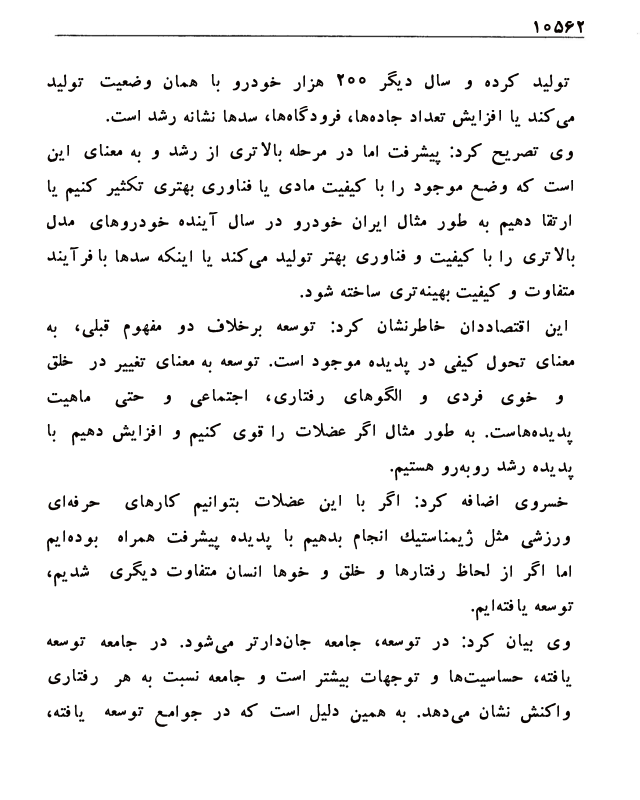 ۱۰۵۶۲
تولید کرده و سال دیگر ۲۰۰ هزار خودرو با همان وضعیت تولید
می‌کند یا افزایش تعداد جاده‌ها، فرودگاه‌ها، سدها نشانه رشد است.
وی تصریح کرد: پیشرفت اما در مرحله بالاتری از رشد و به معنای این
است که وضع موجود را با کیفیت مادی یا فناوری بهتری تکثیر کنیم یا
ارتقا دهیم به طور مثال ایران خودرو در سال آینده خودروهای مدل
بالاتری را با کیفیت و فناوری بهتر تولید می‌کند یا اینکه سدها با فرآیند
متفاوت و کیفیت بهینه‌تری ساخته شود.
این اقتصاددان خاطرنشان کرد: توسعه برخلاف دو مفهوم قبلی، به
معنای تحول کیفی در پدیده موجود است. توسعه به معنای تغییر در خلق
و خوی فردی و الگوهای رفتاری، اجتماعی و حتی ماهیت
پدیده‌هاست. به طور مثال اگر عضلات را قوی کنیم و افزایش دهیم با
پدیده رشد روبه‌رو هستیم.
خسروی اضافه کرد: اگر با این عضلات بتوانیم کارهای حرفه‌ای
ورزشی مثل ژیمناستیک انجام بدهیم با پدیده پیشرفت همراه بوده‌ایم
اما اگر از لحاظ رفتارها و خلق و خوها انسان متفاوت دیگری شدیم،
توسعه یافته‌ایم.
وی بیان کرد: در توسعه، جامعه جان‌دارتر می‌شود. در جامعه توسعه
یافته، حساسیت‌ها و توجهات بیشتر است و جامعه نسبت به هر رفتاری
واکنش نشان می‌دهد. به همین دلیل است که در جوامع توسعه یافته،